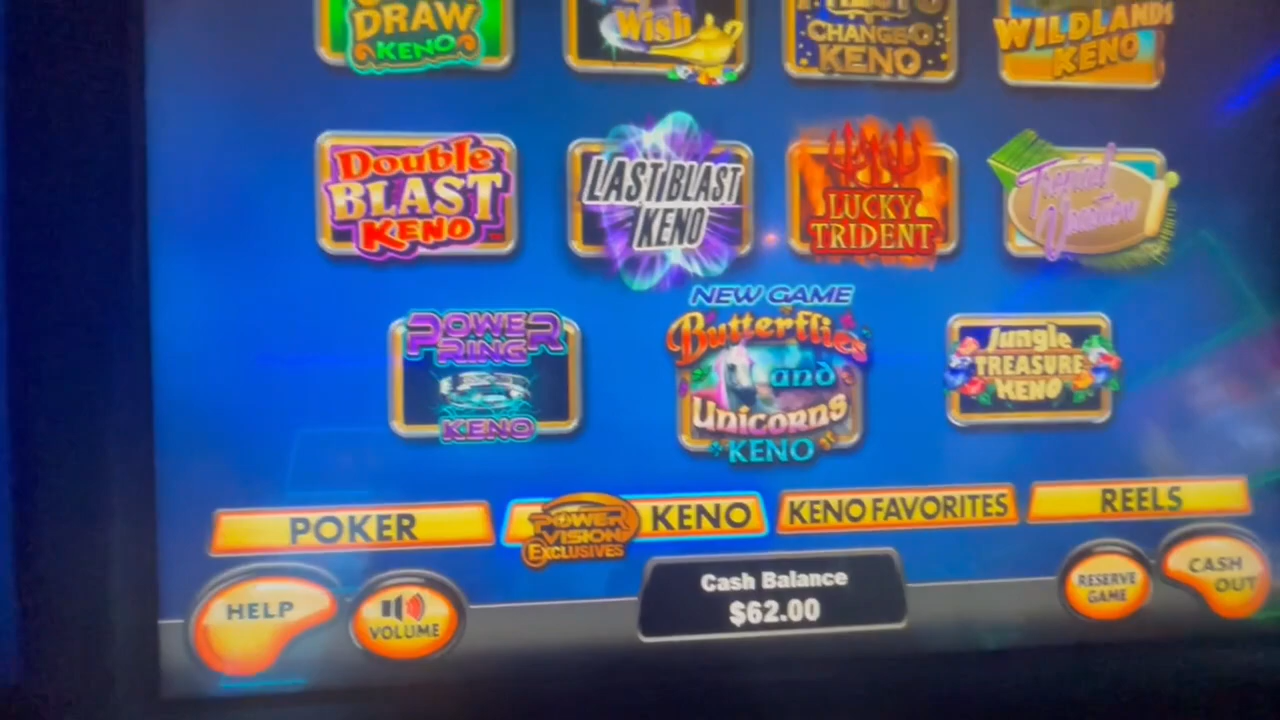 DRAW
KENO
Wish
CHANGE
KENO
WILDLANDS
KENO
Double
BLAST
KENO
LAST BLAST
KENO
LUCKY
TRIDENT
Tropical
Vacation
POWER
RING
KENO
NEW GAME
Butterflies
and
Unicorns
KENO
Jungle
TREASURE
KENO
POKER
POWER
VISION
EXCLUSIVES
KENO
KENO FAVORITES
REELS
HELP
VOLUME
Cash Balance
$62.00
RESERVE
GAME
CASH
OUT